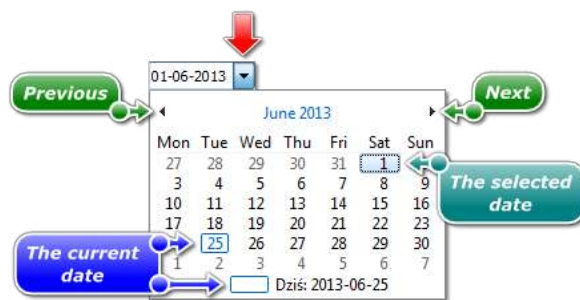 01-06-2013
Previous
Next
June 2013
Mon Tue Wed Thu Fri Sat Sun
27 28 29 30 31 1
3 4 5 6 7 8 9
10 11 12 13 14 15 16
17 18 19 20 21 22 23
25 26 27 28 29 30
1 2 3 4 5 6 7
Dziś: 2013-06-25
The selected
date
The current
date